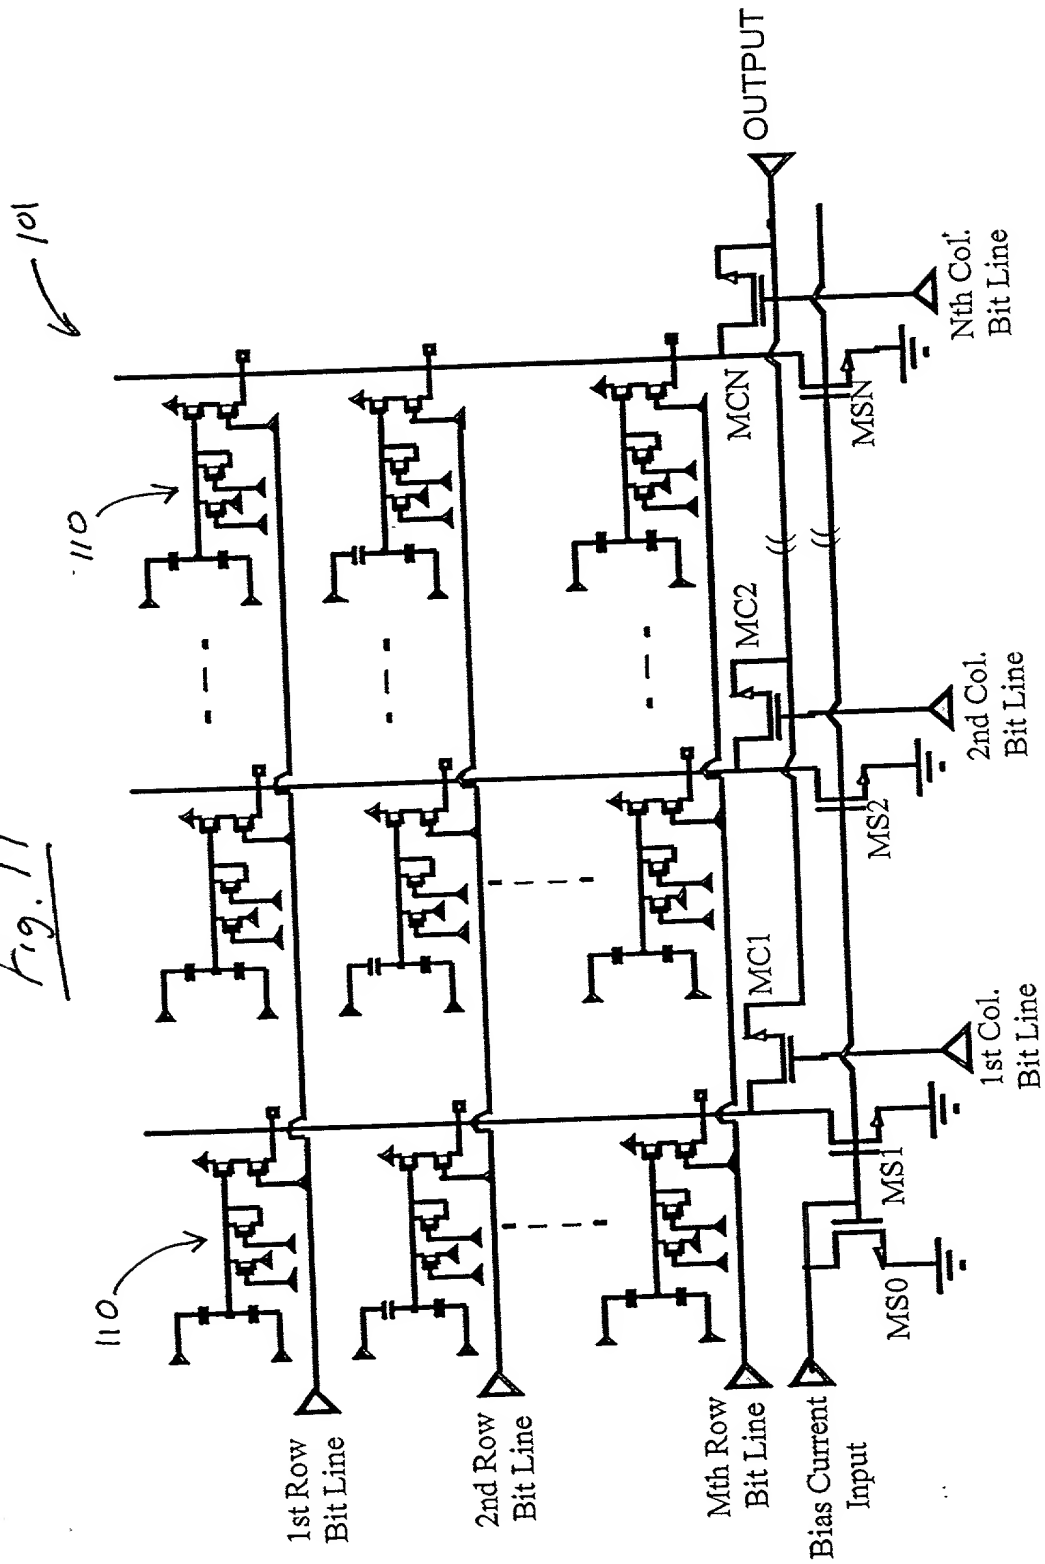 Fig. 11
101
110
110
1st Row
Bit Line
2nd Row
Bit Line
Mth Row
Bit Line
Bias Current
Input
OUTPUT
MC1
MC2
MCN
MS0
MS1
MS2
MSN
1st Col.
Bit Line
2nd Col.
Bit Line
Nth Col.
Bit Line